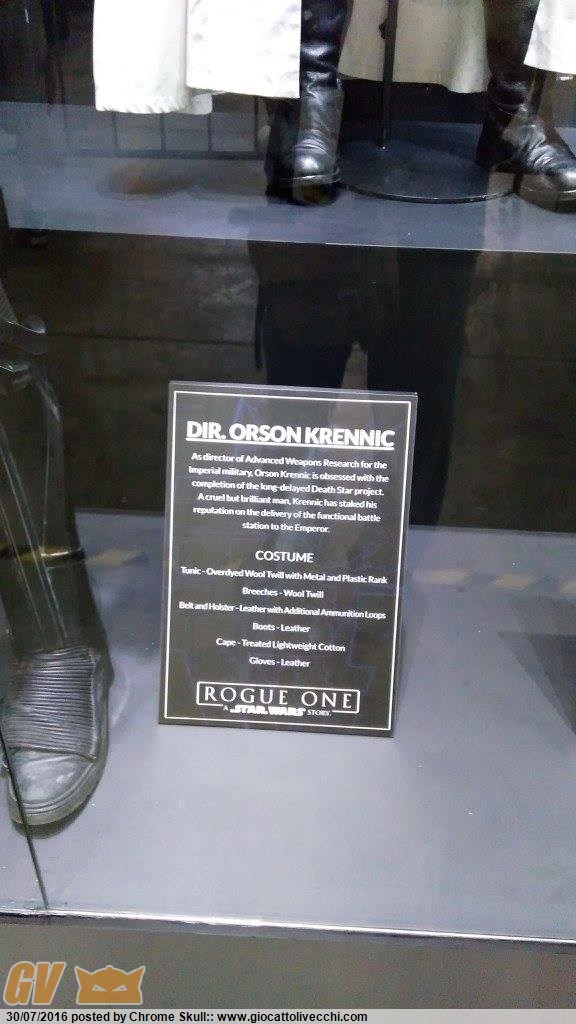 DIR. ORSON KRENNIC
As director of Advanced Weapons Research for the
Imperial military, Orson Krennic is obsessed with the
completion of the long-delayed Death Star project.
A cruel but brilliant man, Krennic has staked his
reputation on the delivery of the functional battle
station to the Emperor.
COSTUME
Tunic - Overdyed Wool Twill with Metal and Plastic Rank
Breeches - Wool Twill
Belt and Holster - Leather with Additional Ammunition Loops
Boots - Leather
Cape - Treated Lightweight Cotton
Gloves - Leather
ROGUE ONE
A STAR WARS STORY
GV
30/07/2016 posted by Chrome Skull:: www.giocattolivecchi.com